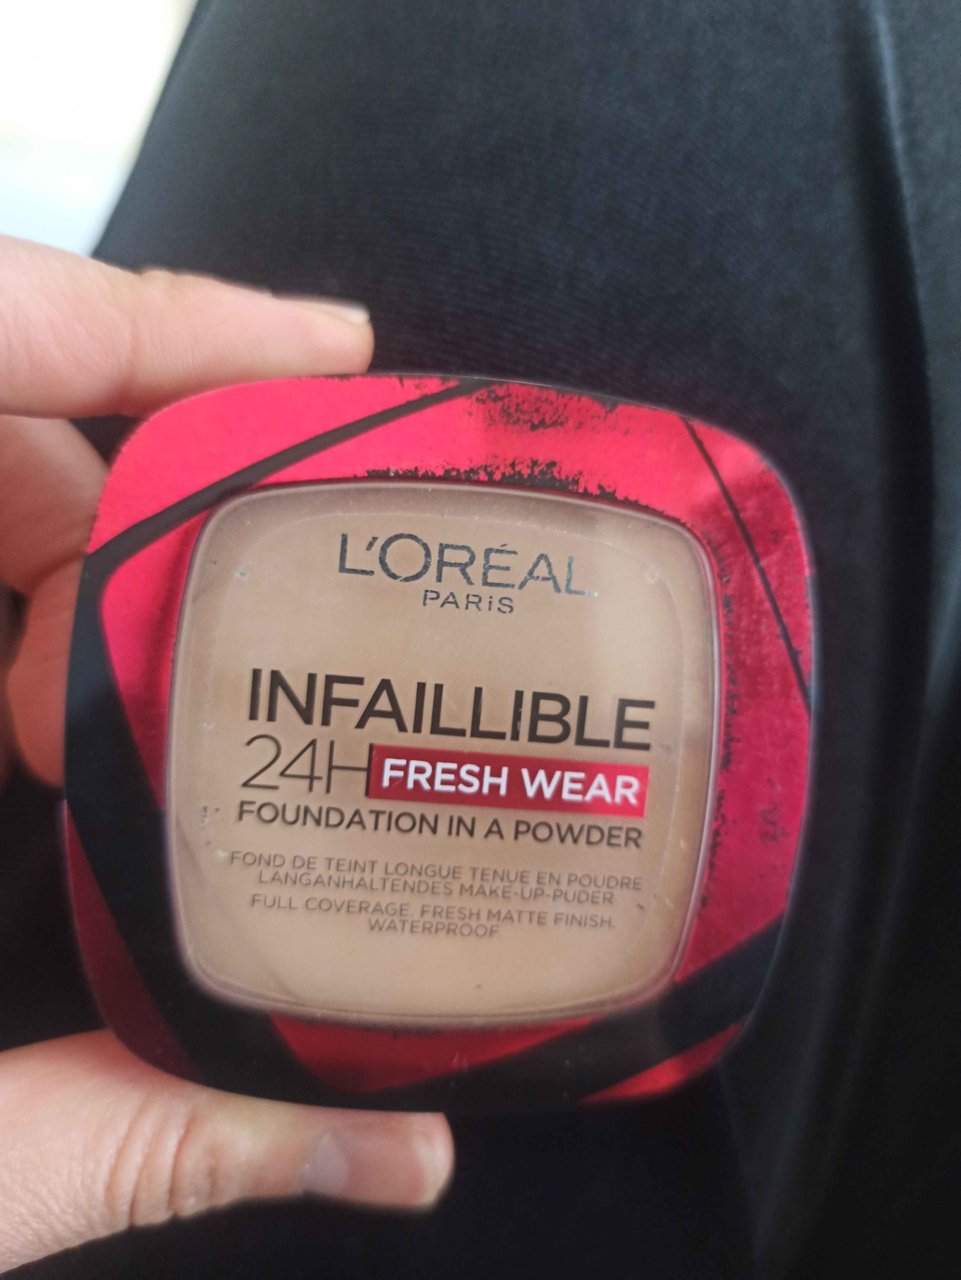 L'ORÉAL
PARiS
INFAILLIBLE
24H FRESH WEAR
FOUNDATION IN A POWDER
FOND DE TEINT LONGUE TENUE EN POUDRE
LANGANHALTENDES MAKE-UP-PUDER
FULL COVERAGE. FRESH MATTE FINISH.
WATERPROOF.